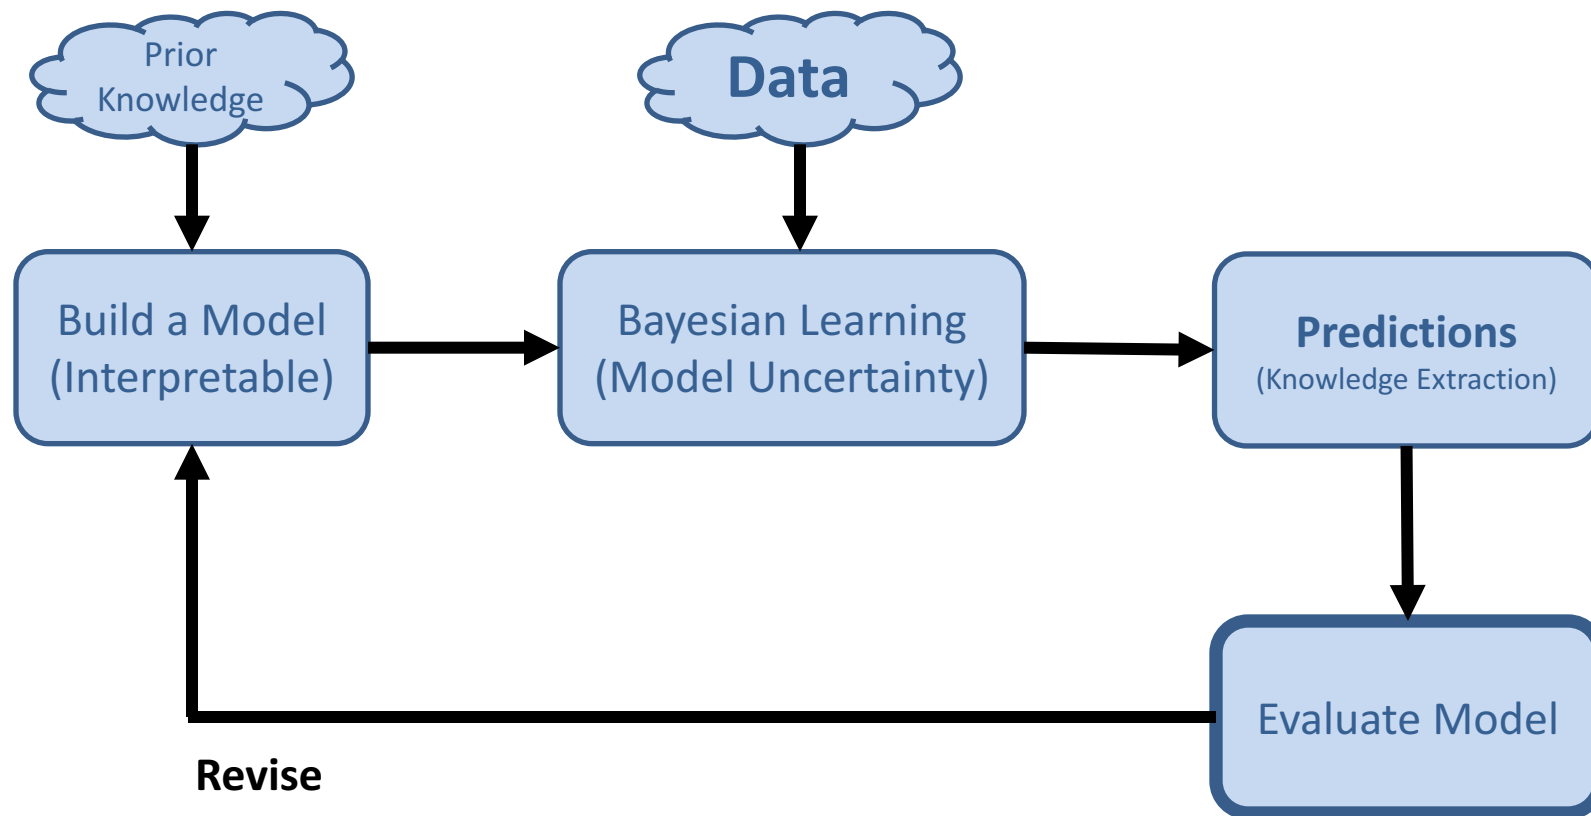 Prior
Knowledge
Data
Build a Model
(Interpretable)
Bayesian Learning
(Model Uncertainty)
Predictions
(Knowledge Extraction)
Evaluate Model
Revise